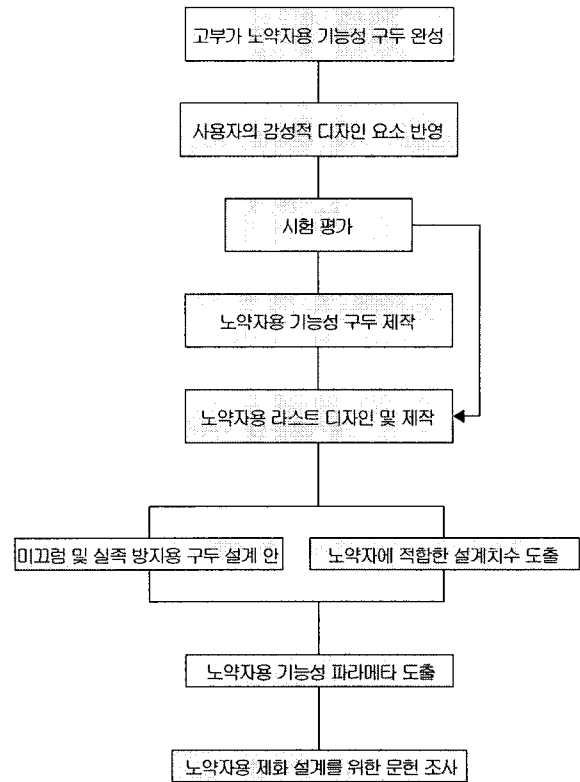 고부가 노약자용 기능성 구두 완성
사용자의 감성적 디자인 요소 반영
시험 평가
노약자용 기능성 구두 제작
노약자용 라스트 디자인 및 제작
미끄럼 및 실족 방지용 구두 설계 안
노약자에 적합한 설계치수 도출
노약자용 기능성 파라메타 도출
노약자용 제화 설계를 위한 문헌 조사